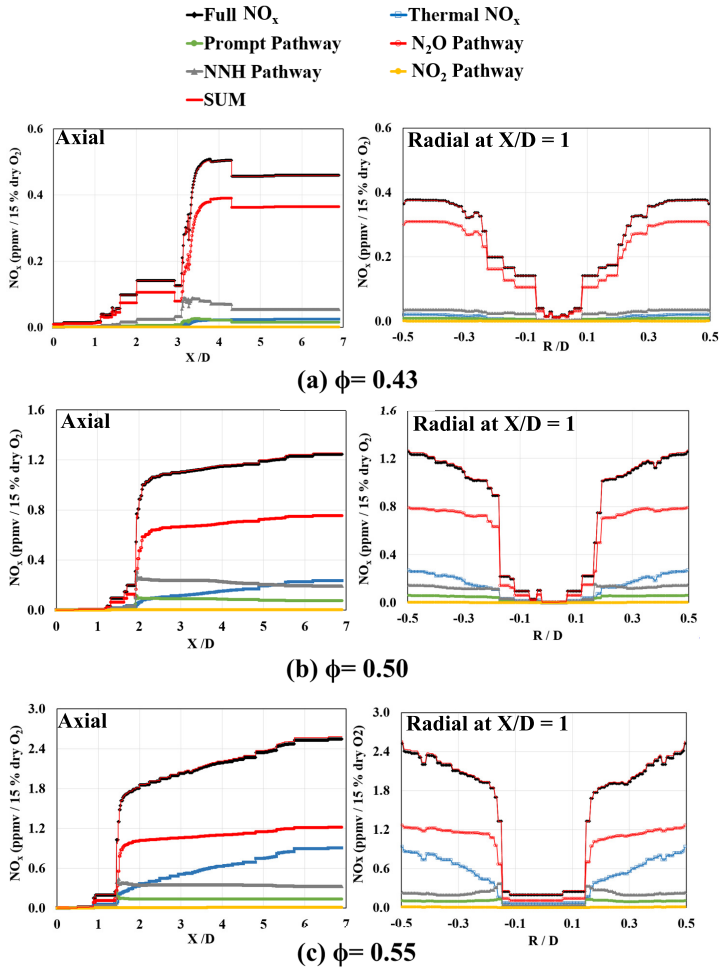 Full NOx Thermal NOx
Prompt Pathway N2O Pathway
NNH Pathway NO2 Pathway
SUM
Axial
NOx (ppmv / 15 % dry O2)
0.6
0.4
0.2
0.0
0 1 2 3 4 5 6 7
X /D
Radial at X/D = 1
NOx (ppmv / 15 % dry O2)
0.6
0.4
0.2
0.0
-0.5 -0.3 -0.1 0.1 0.3 0.5
R / D
(a) ϕ= 0.43
Axial
NOx (ppmv / 15 % dry O2)
1.6
1.2
0.8
0.4
0.0
0 1 2 3 4 5 6 7
X /D
Radial at X/D = 1
NOx (ppmv / 15 % dry O2)
1.6
1.2
0.8
0.4
0.0
-0.5 -0.3 -0.1 0.1 0.3 0.5
R / D
(b) ϕ= 0.50
Axial
NOx (ppmv / 15 % dry O2)
3.0
2.4
1.8
1.2
0.6
0.0
0 1 2 3 4 5 6 7
X/D
Radial at X/D = 1
NOx (ppmv / 15 % dry O2)
3.0
2.4
1.8
1.2
0.6
0.0
-0.5 -0.3 -0.1 0.1 0.3 0.5
R / D
(c) ϕ= 0.55